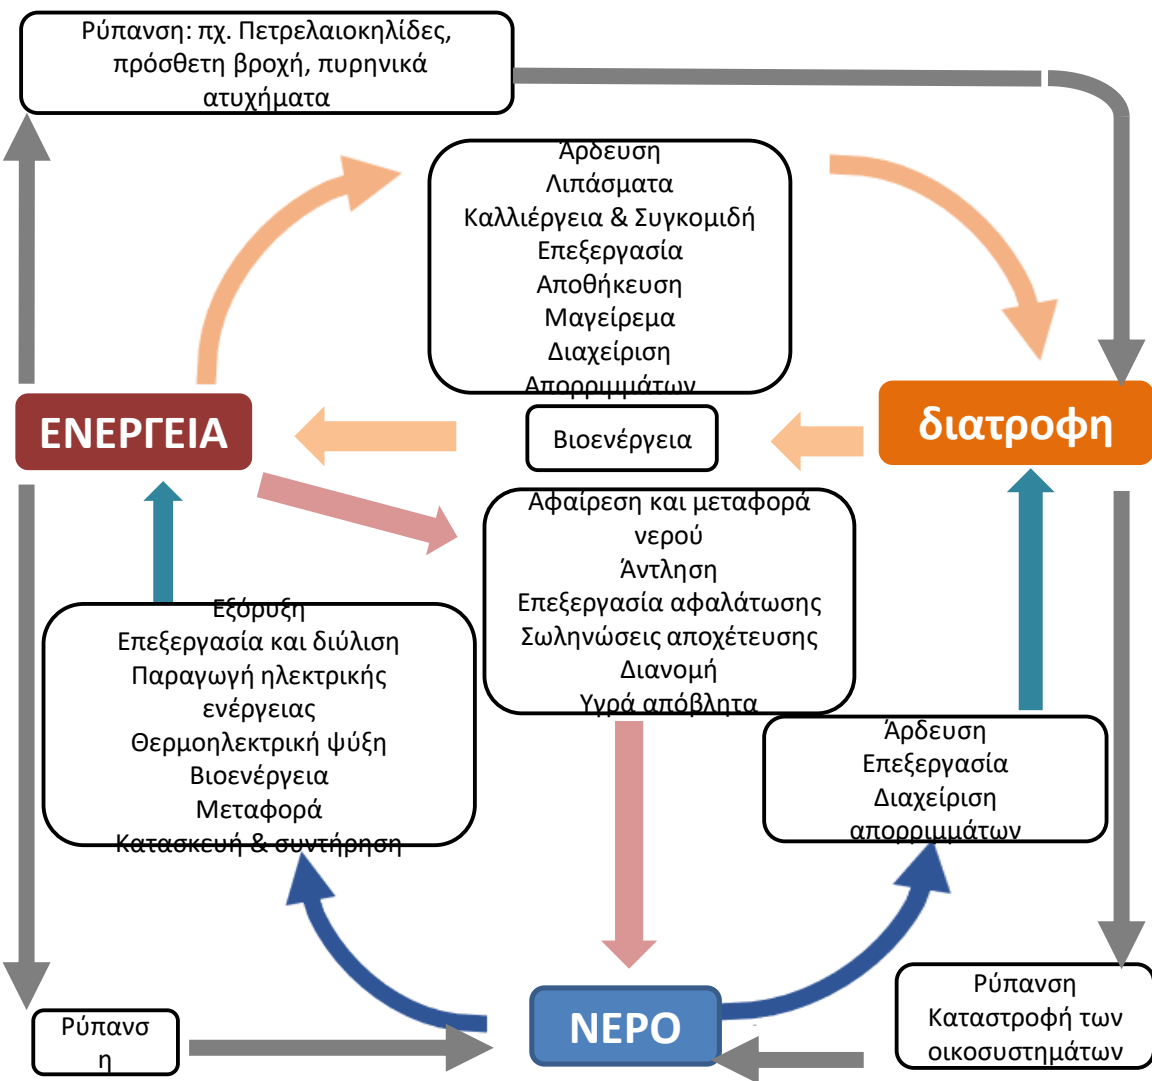 Ρύπανση: πχ. Πετρελαιοκηλίδες,
πρόσθετη βροχή, πυρηνικά
ατυχήματα
Άρδευση
Λιπάσματα
Καλλιέργεια & Συγκομιδή
Επεξεργασία
Αποθήκευση
Μαγείρεμα
Διαχείριση
Απορριμμάτων
ΕΝΕΡΓΕΙΑ
Βιοενέργεια
διατροφη
Αφαίρεση και μεταφορά
νερού
Άντληση
Επεξεργασία αφαλάτωσης
Σωληνώσεις αποχέτευσης
Διανομή
Υγρά απόβλητα
Εξόρυξη
Επεξεργασία και διύλιση
Παραγωγή ηλεκτρικής
ενέργειας
Θερμοηλεκτρική ψύξη
Βιοενέργεια
Μεταφορά
Κατασκευή & συντήρηση
Άρδευση
Επεξεργασία
Διαχείριση
απορριμμάτων
Ρύπανσ
η
ΝΕΡΟ
Ρύπανση
Καταστροφή των
οικοσυστημάτων